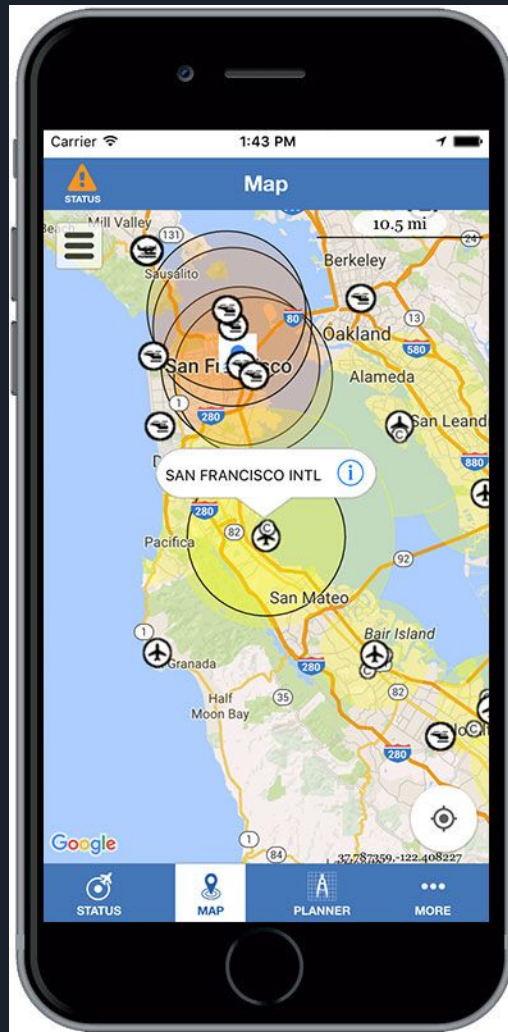 Carrier
1:43 PM
STATUS
Map
Mill Valley
131
10.5 mi
24
Berkeley
Sausalito
80
13
Oakland
580
San Francisco
Alameda
1
280
San Leand
880
SAN FRANCISCO INTL
i
280
82
C
Pacifica
92
San Mateo
1
Bair Island
Granada
280
C
82
35
Half
Moon Bay
280
Google
1
84
37.787359,-122.408227
STATUS
MAP
PLANNER
MORE